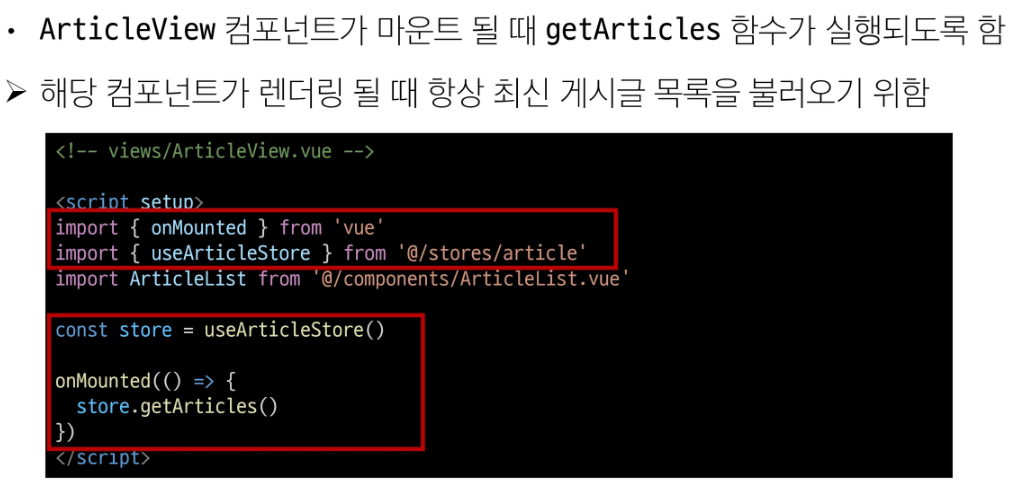 • ArticleView 컴포넌트가 마운트 될 때 getArticles 함수가 실행되도록 함
➢ 해당 컴포넌트가 렌더링 될 때 항상 최신 게시글 목록을 불러오기 위함
<!-- views/ArticleView.vue -->
<script setup>
import { onMounted } from 'vue'
import { useArticleStore } from '@/stores/article'
import ArticleList from '@/components/ArticleList.vue'
const store = useArticleStore()
onMounted(() => {
  store.getArticles()
})
</script>